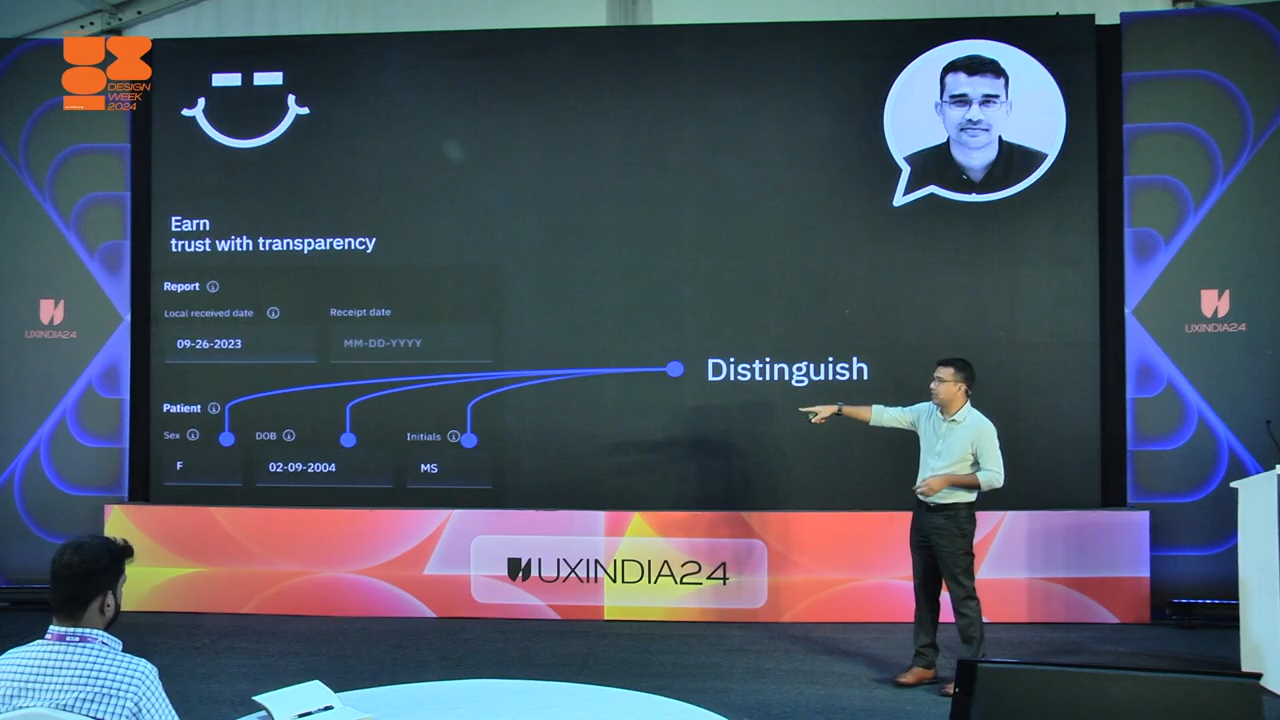 DESIGN
WEEK
2024
Earn
trust with transparency
Report
Local received date
Receipt date
09-26-2023
MM-DD-YYYY
Distinguish
Patient
Sex
DOB
Initials
F
02-09-2004
MS
UXINDIA24
UXINDIA24
UXINDIA24